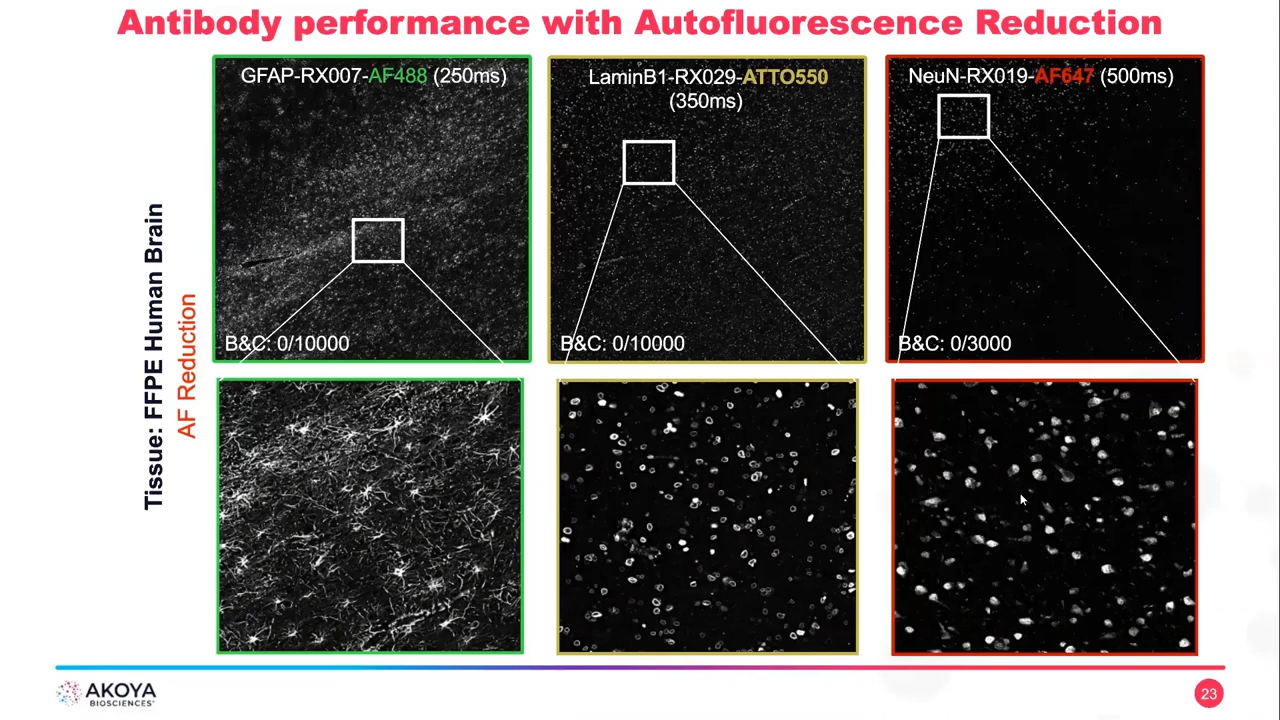 Antibody performance with Autofluorescence Reduction
GFAP-RX007-AF488 (250ms)
LaminB1-RX029-ATTO550
(350ms)
NeuN-RX019-AF647 (500ms)
B&C: 0/10000
B&C: 0/10000
B&C: 0/3000
Tissue: FFPE Human Brain
AF Reduction
AKOYA
BIOSCIENCES
23